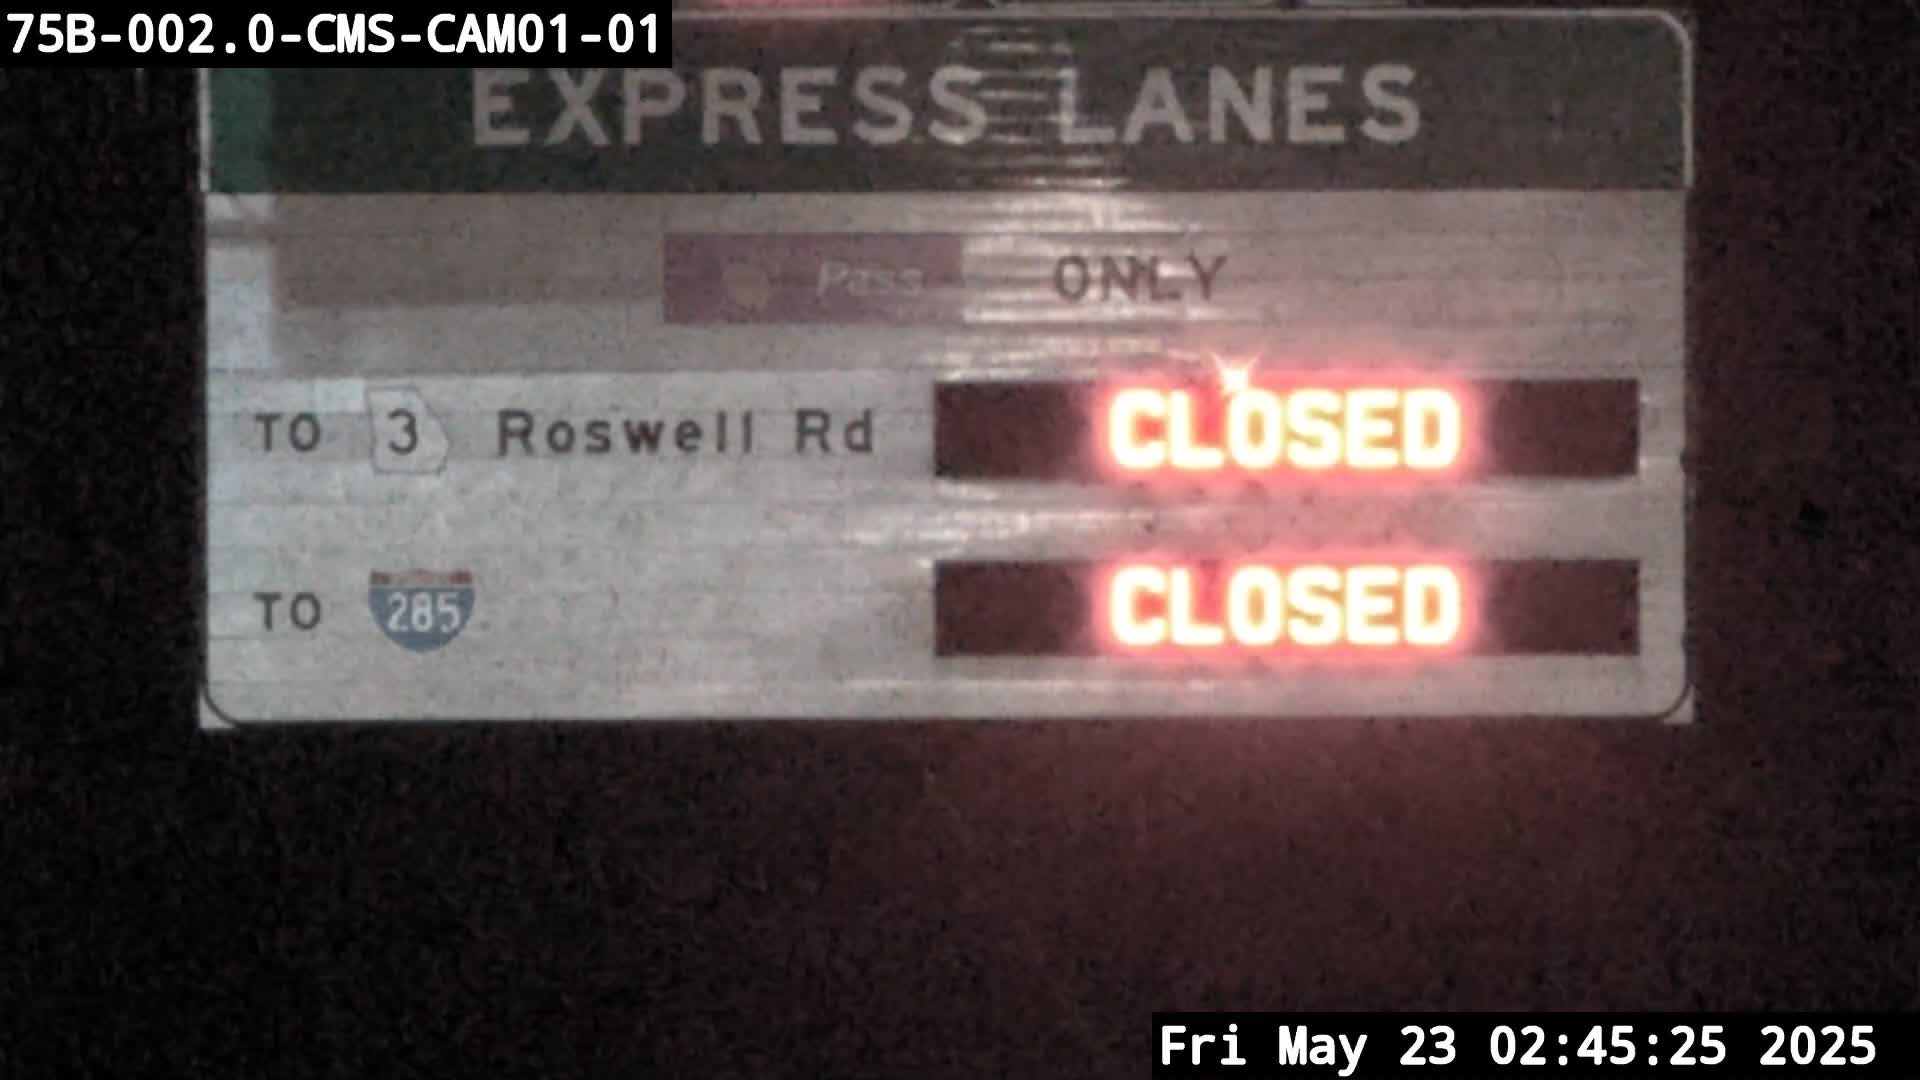 75B-002.0-CMS-CAM01-01
EXPRESS LANES
Pass ONLY
TO 3 Roswell Rd CLOSED
TO 285 CLOSED
Fri May 23 02:45:25 2025